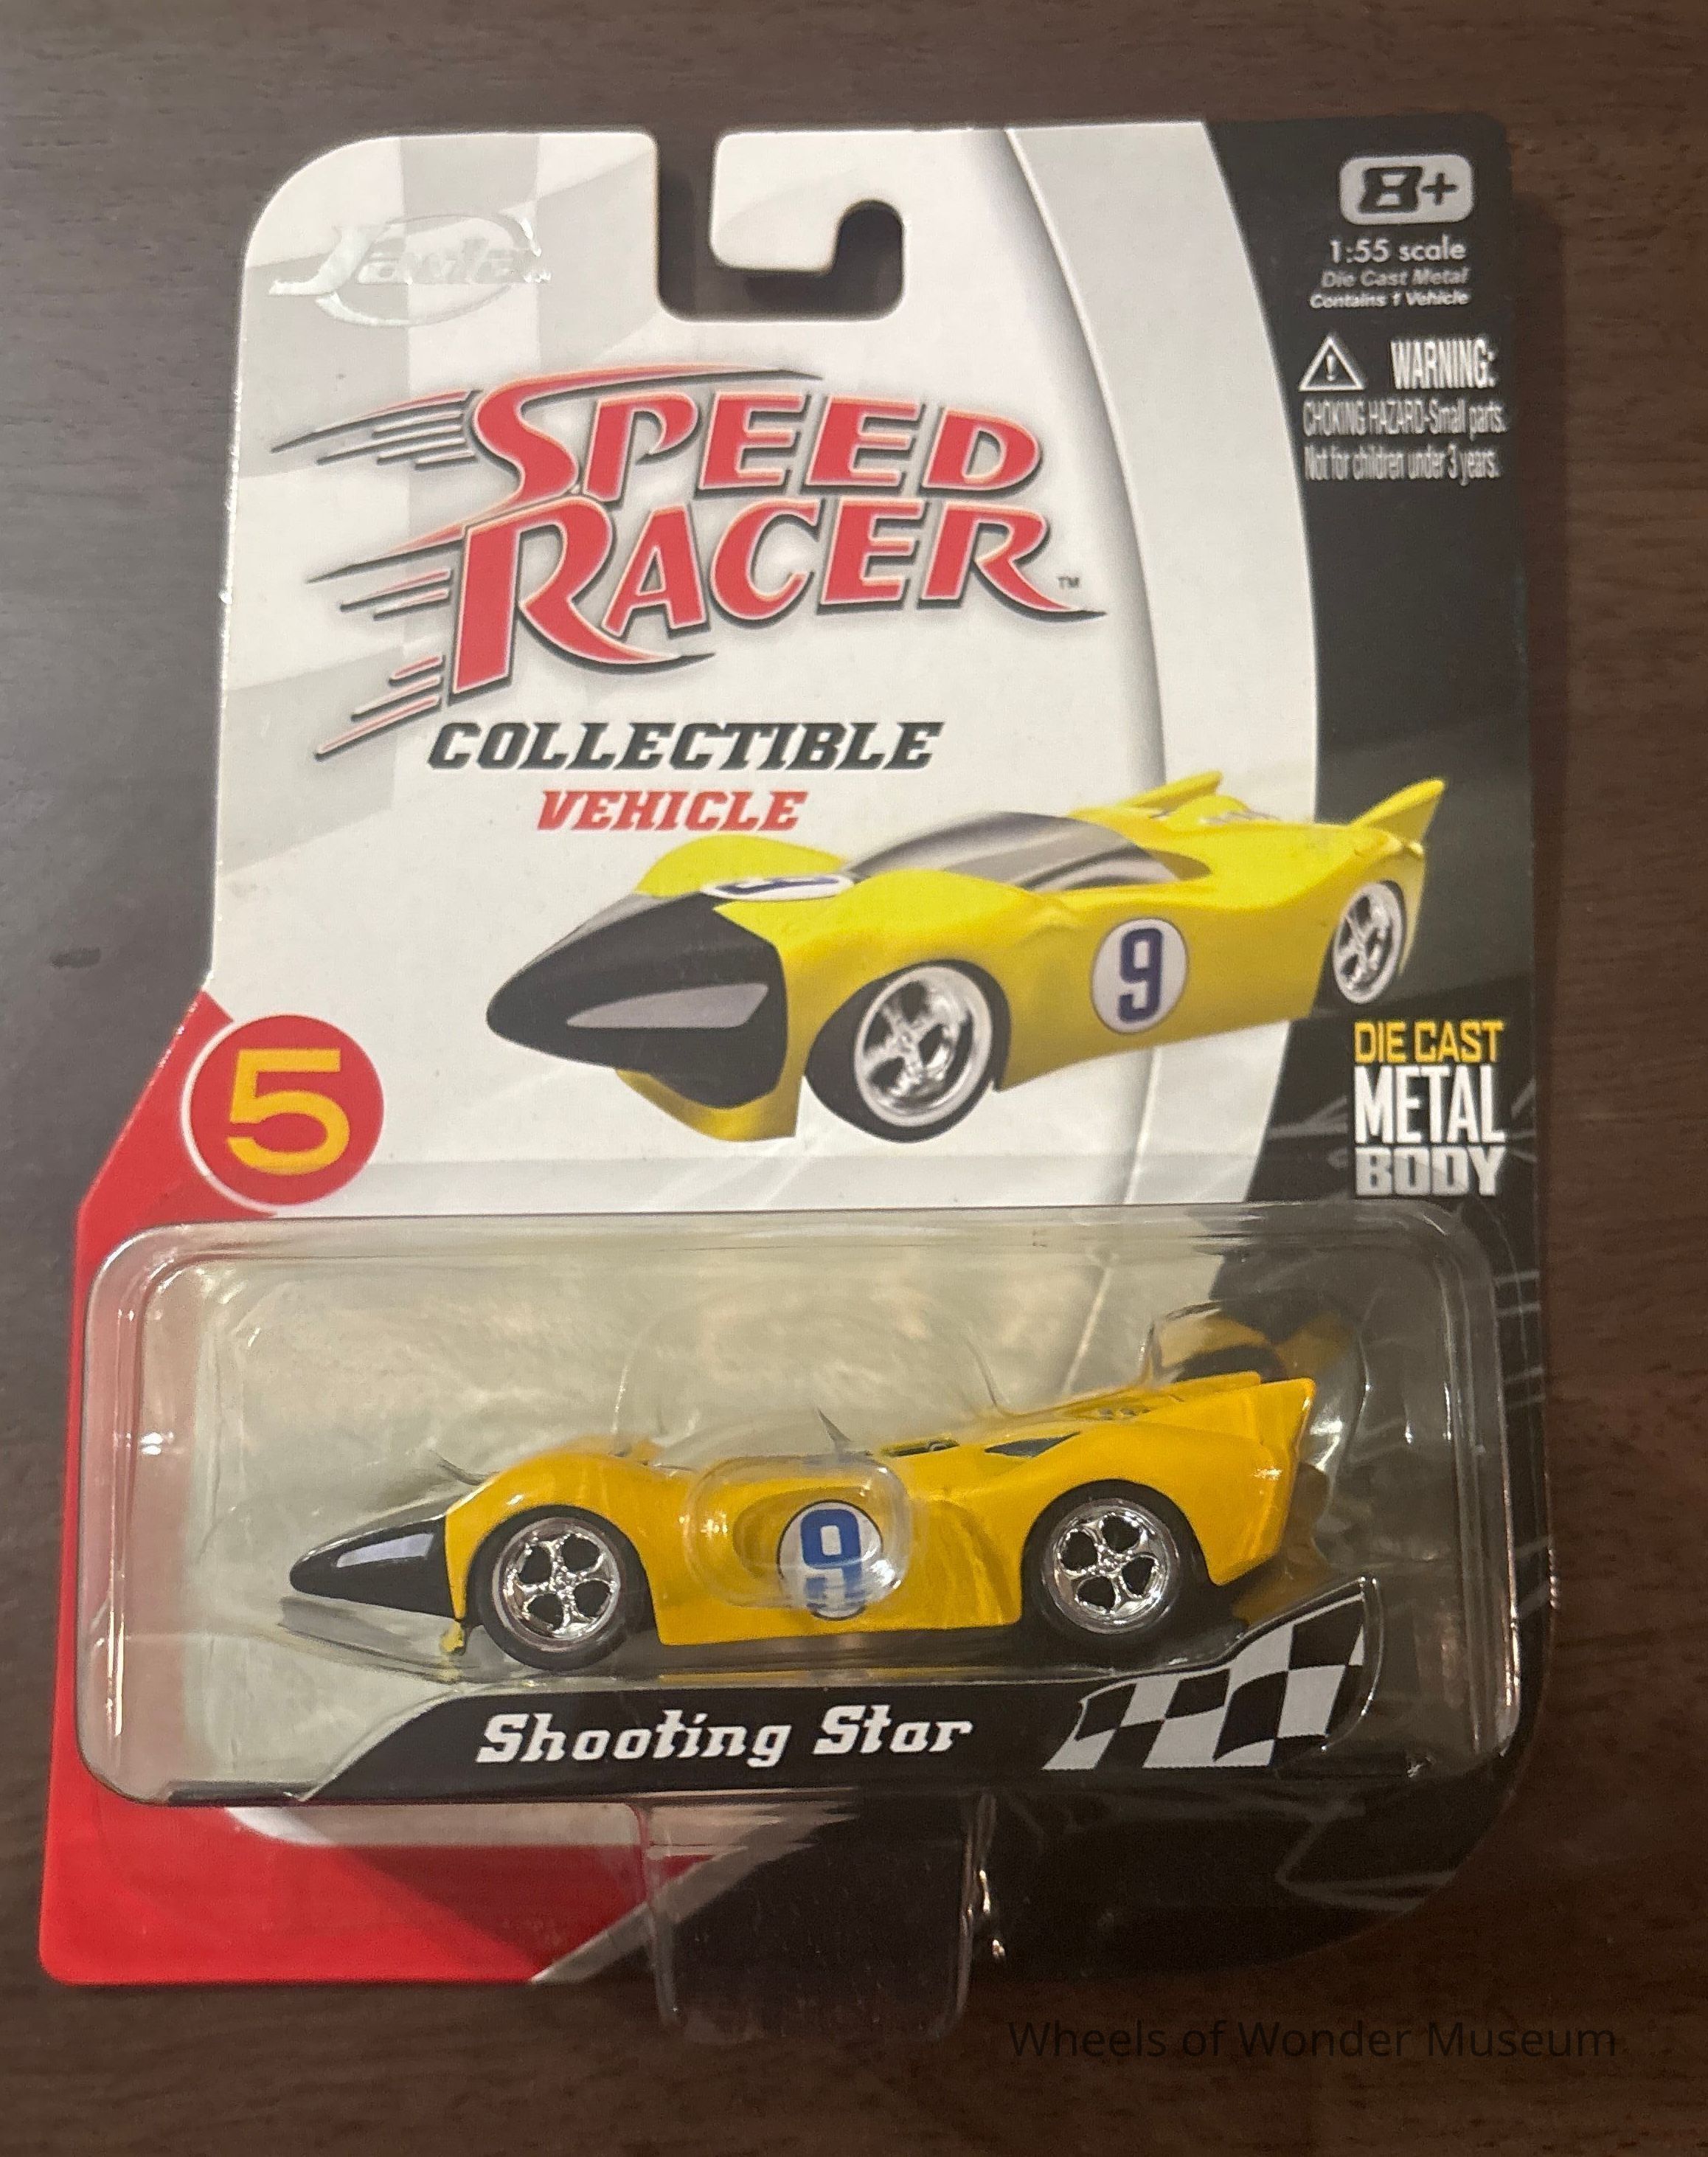 Jada
8+
1:55 scale
Die Cast Metal
Contains 1 Vehicle
WARNING:
CHOKING HAZARD-Small parts.
Not for children under 3 years.
SPEED
RACER™
COLLECTIBLE
VEHICLE
9
5
DIE CAST
METAL
BODY
9
Shooting Star
Wheels of Wonder Museum